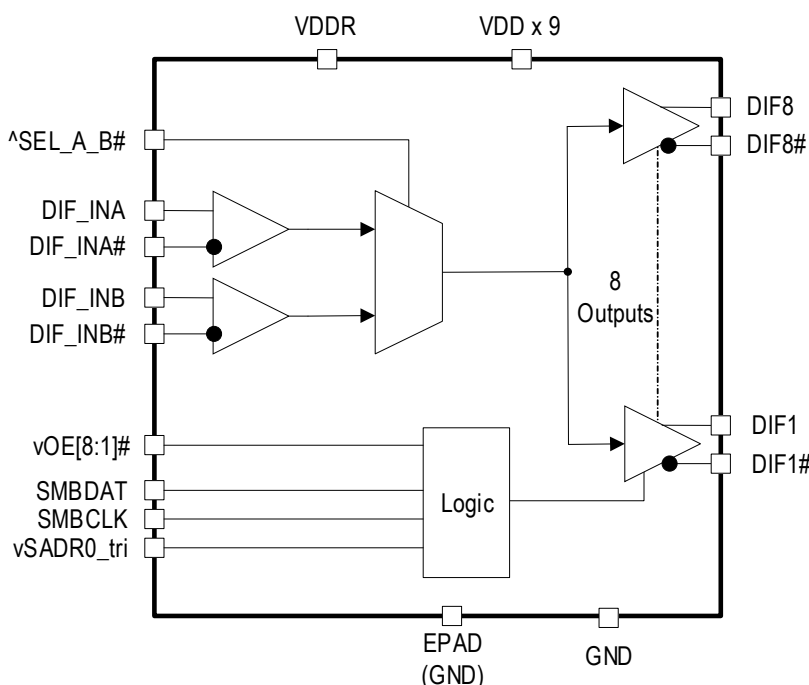 VDDR
VDD x 9
^SEL_A_B#
DIF_INA
DIF_INA#
DIF_INB
DIF_INB#
vOE[8:1]#
SMBDAT
SMBCLK
vSADR0_tri
Logic
8
Outputs
DIF8
DIF8#
DIF1
DIF1#
EPAD
(GND)
GND